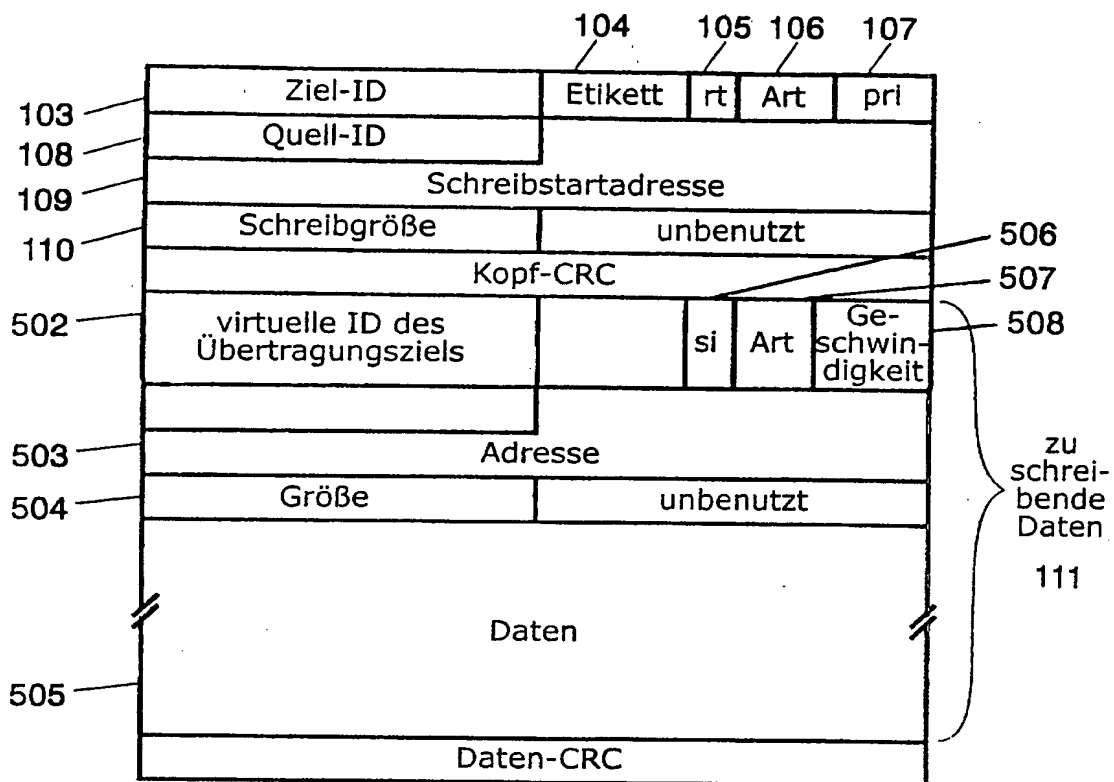 104 105 106 107
103 Ziel-ID Etikett rt Art pri
108 Quell-ID
109 Schreibstartadresse
110 Schreibgröße unbenutzt
506
Kopf-CRC
507
502 virtuelle ID des Übertragungsziels si Art Ge-
schwin-
digkeit 508
503 Adresse
504 Größe unbenutzt
zu
schrei-
bende
Daten
111
Daten
505
Daten-CRC